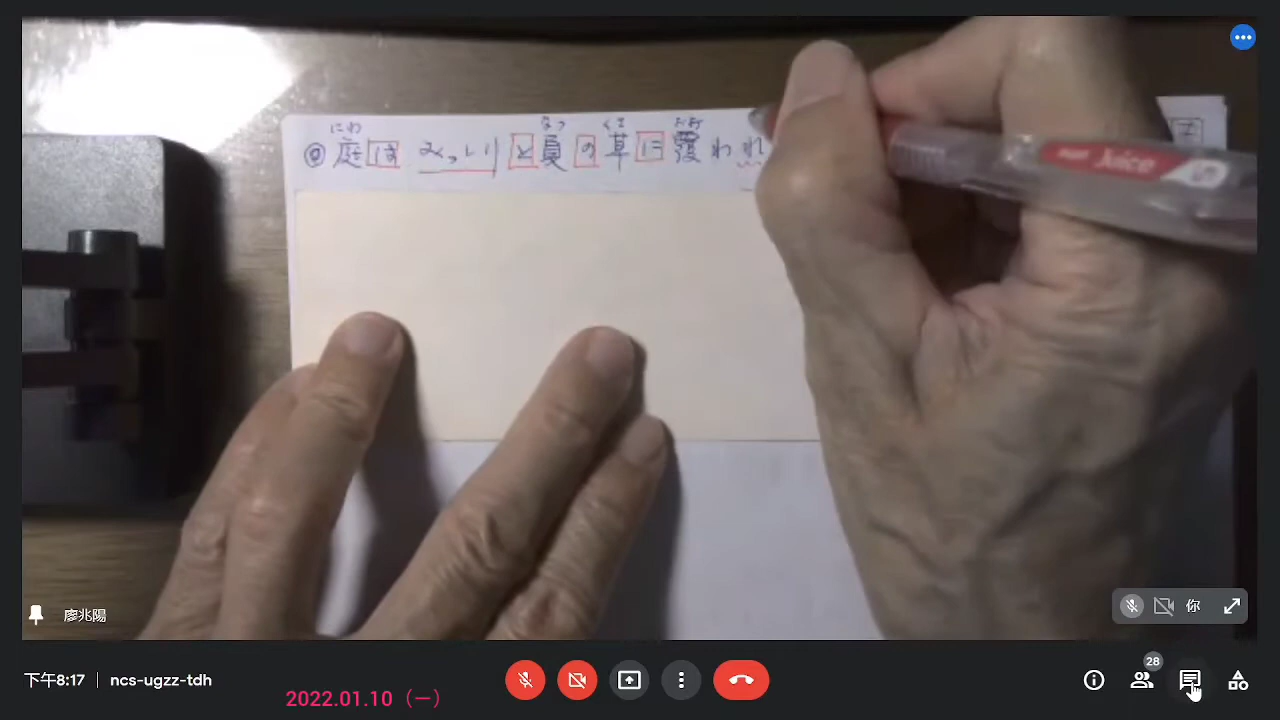 にわ なつ くさ おお
◎庭は みっしりと夏の草に覆われ
Juice
廖兆陽
你
下午8:17 | ncs-ugzz-tdh
2022.01.10 (一)
28